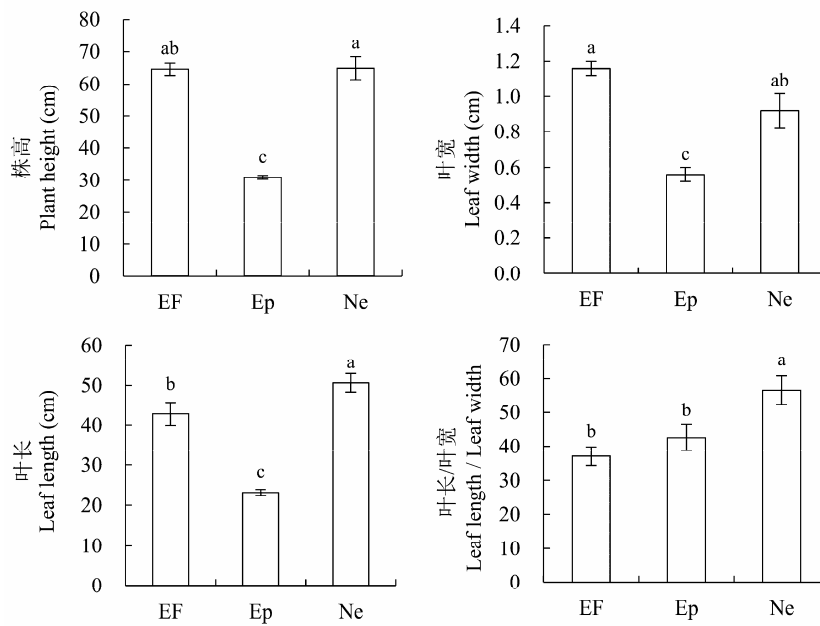 株高
Plant height (cm)
80
70
60
50
40
30
20
10
0
ab
c
a
EF
Ep
Ne
叶宽
Leaf width (cm)
1.4
1.2
1.0
0.8
0.6
0.4
0.2
0.0
a
c
ab
EF
Ep
Ne
叶长
Leaf length (cm)
60
50
40
30
20
10
00
b
c
a
EF
Ep
Ne
叶长/叶宽
Leaf length / Leaf width
70
60
50
40
30
20
10
0
b
b
a
EF
Ep
Ne